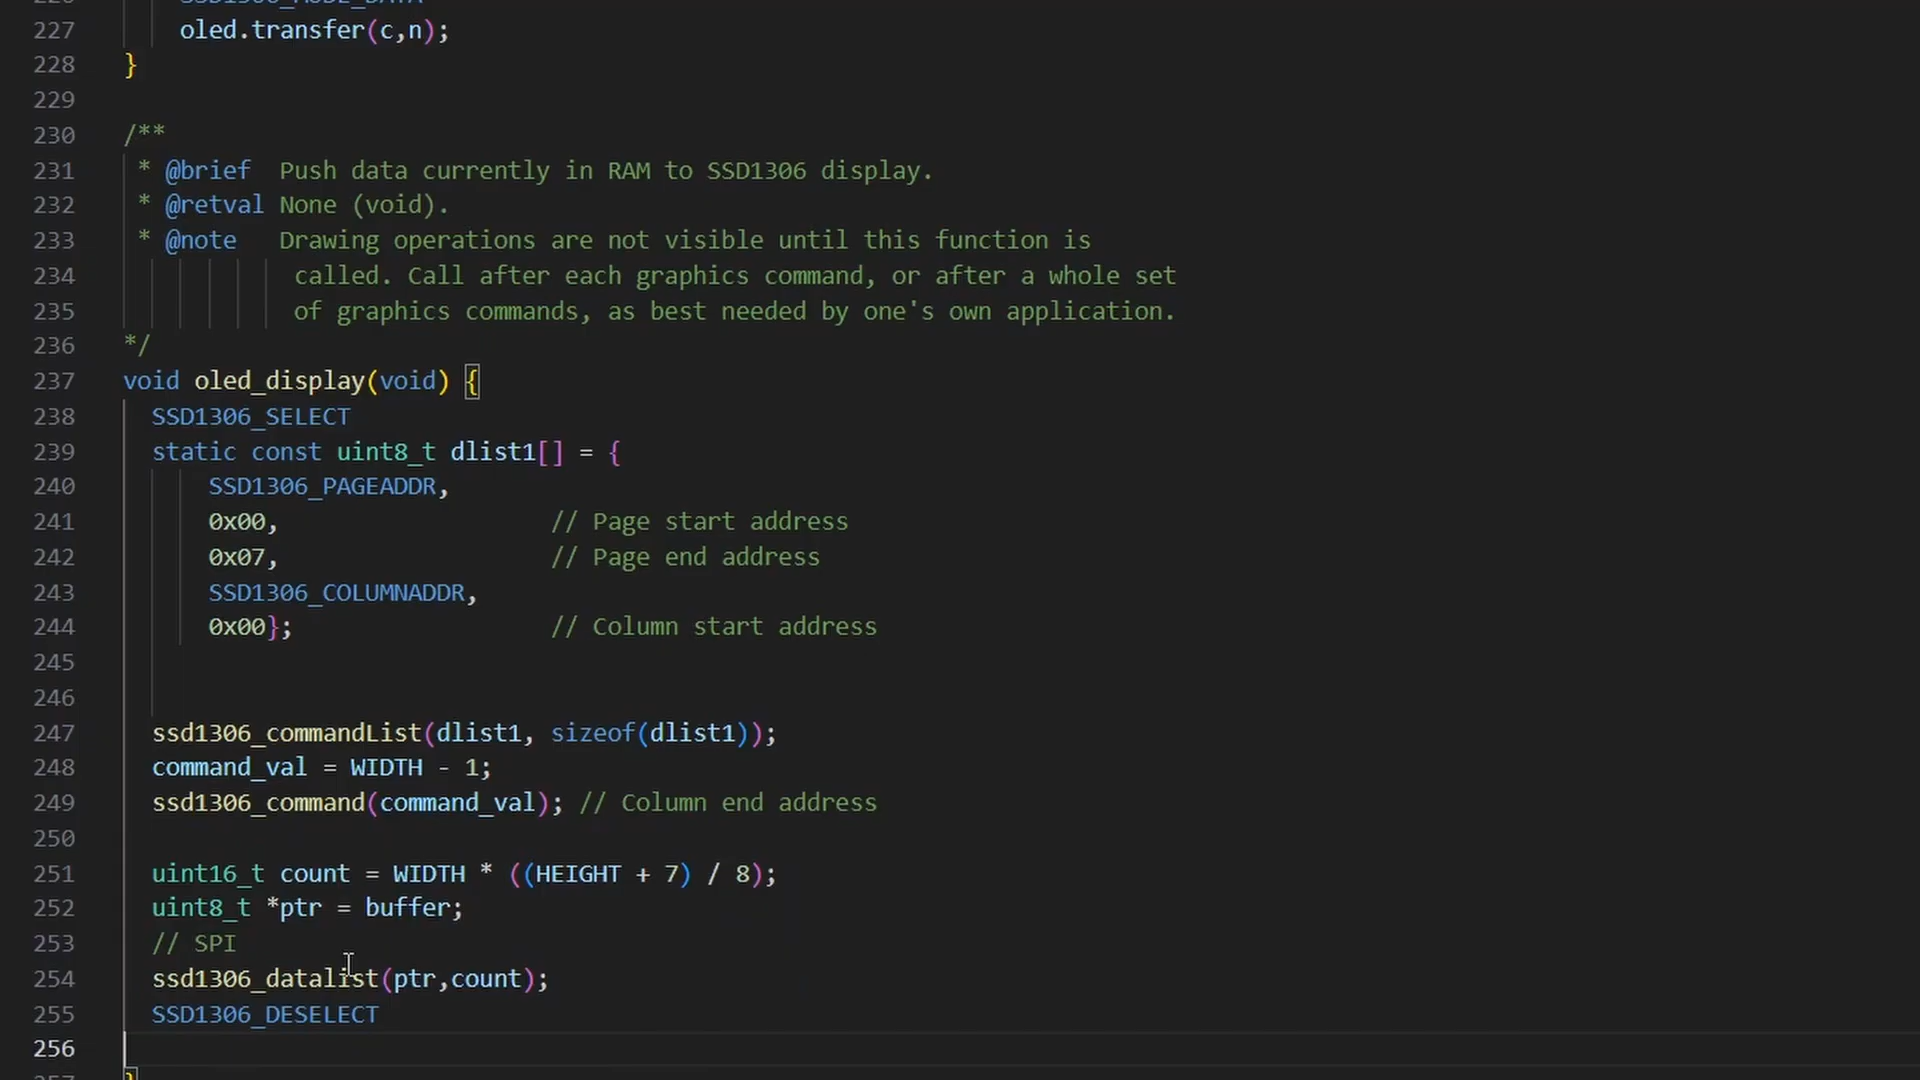 227 oled.transfer(c,n);
228 }
229
230 /**
231 * @brief Push data currently in RAM to SSD1306 display.
232 * @retval None (void).
233 * @note Drawing operations are not visible until this function is
234 called. Call after each graphics command, or after a whole set
235 of graphics commands, as best needed by one's own application.
236 */
237 void oled_display(void) {
238 SSD1306_SELECT
239 static const uint8_t dlist1[] = {
240 SSD1306_PAGEADDR,
241 0x00, // Page start address
242 0x07, // Page end address
243 SSD1306_COLUMNADDR,
244 0x00}; // Column start address
245
246
247 ssd1306_commandList(dlist1, sizeof(dlist1));
248 command_val = WIDTH - 1;
249 ssd1306_command(command_val); // Column end address
250
251 uint16_t count = WIDTH * ((HEIGHT + 7) / 8);
252 uint8_t *ptr = buffer;
253 // SPI
254 ssd1306_datalist(ptr,count);
255 SSD1306_DESELECT
256